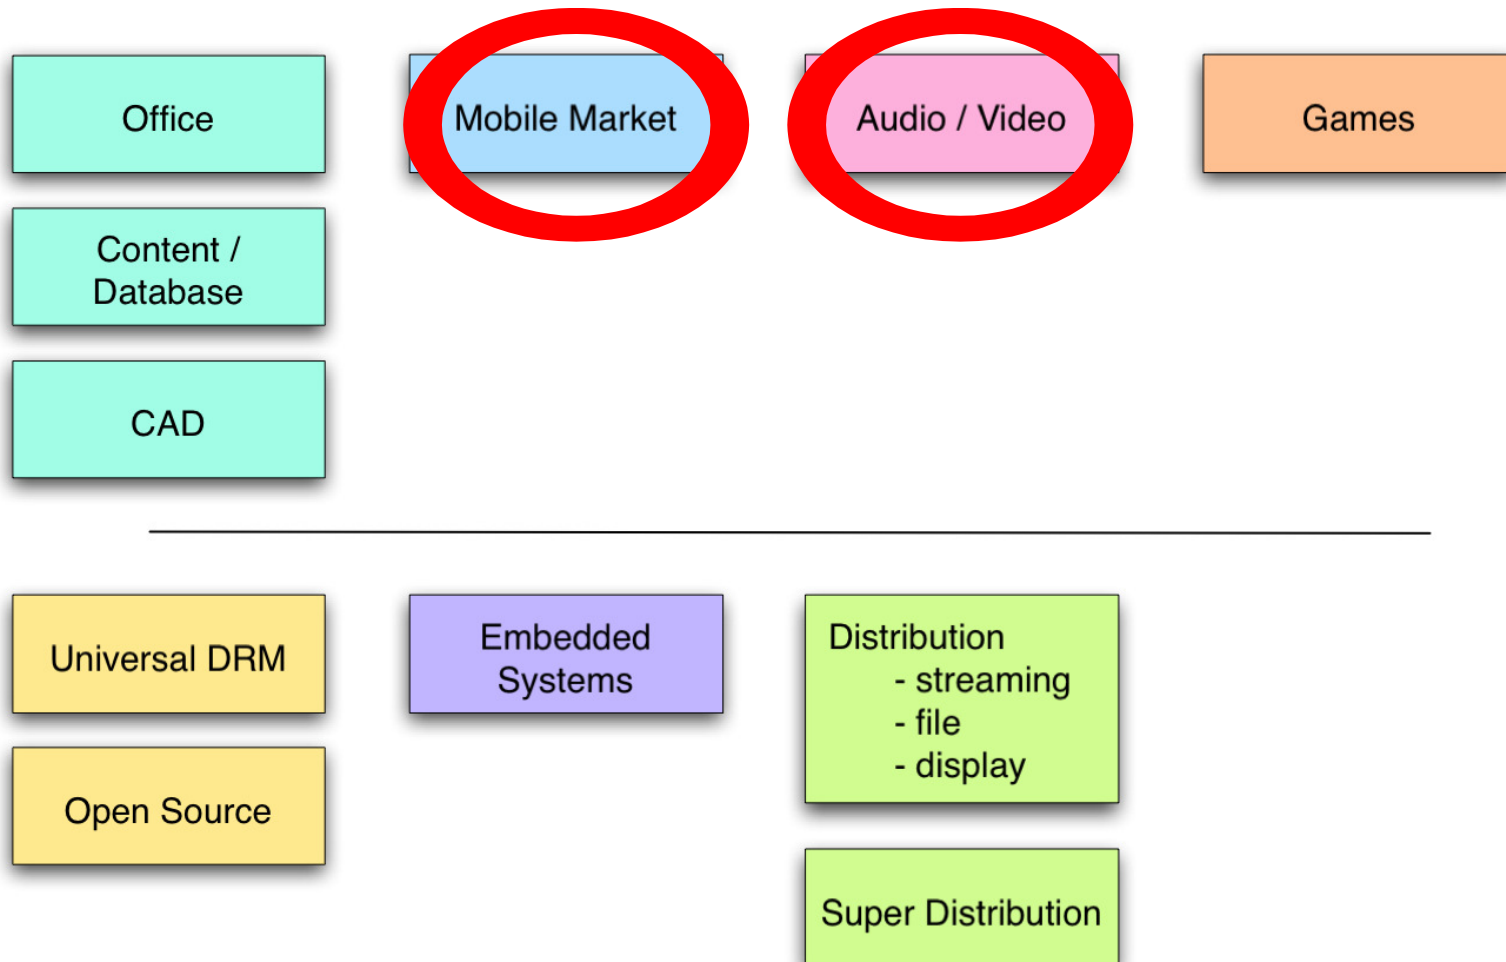 Office
Mobile Market
Audio / Video
Games
Content /
Database
CAD
Universal DRM
Embedded
Systems
Distribution
- streaming
- file
- display
Open Source
Super Distribution